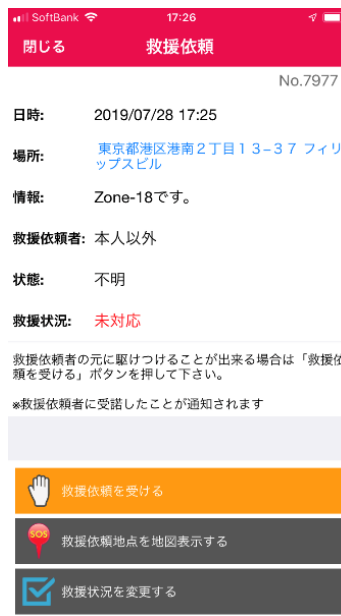 SoftBank 17:26
閉じる 救援依頼
No.7977
日時: 2019/07/28 17:25
場所: 東京都港区港南2丁目13−37 フィリ
ップスビル
情報: Zone-18です。
救援依頼者: 本人以外
状態: 不明
救援状況: 未対応
救援依頼者の元に駆けつけることが出来る場合は「救援依
頼を受ける」ボタンを押して下さい。
※救援依頼者に受諾したことが通知されます
救援依頼を受ける
SOS 救援依頼地点を地図表示する
救援状況を変更する